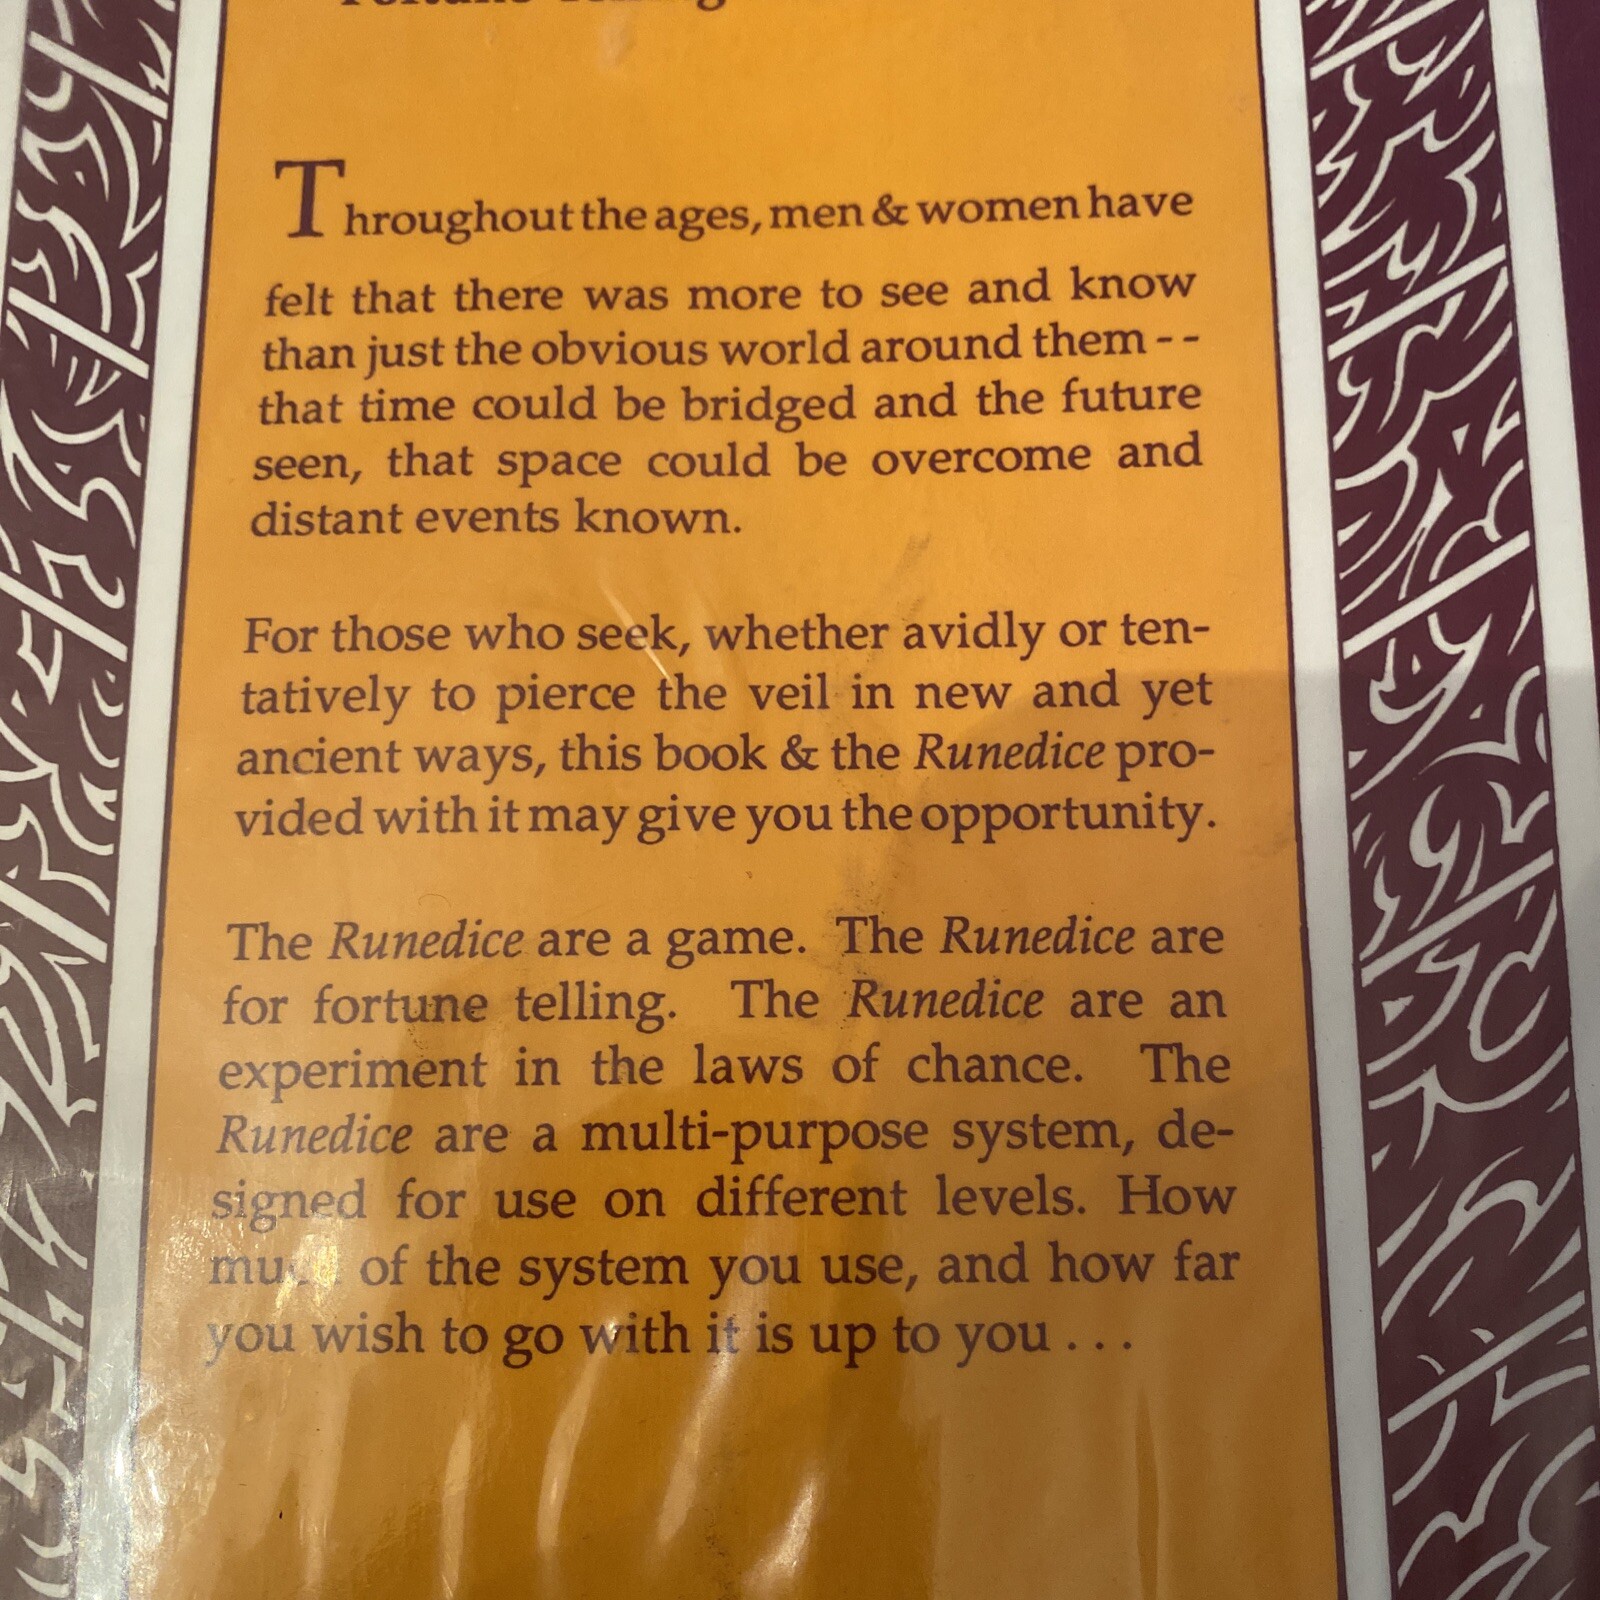 Throughout the ages, men & women have
felt that there was more to see and know
than just the obvious world around them - -
that time could be bridged and the future
seen, that space could be overcome and
distant events known.
For those who seek, whether avidly or ten-
tatively to pierce the veil in new and yet
ancient ways, this book & the Runedice pro-
vided with it may give you the opportunity.
The Runedice are a game. The Runedice are
for fortune telling. The Runedice are an
experiment in the laws of chance. The
Runedice are a multi-purpose system, de-
signed for use on different levels. How
much of the system you use, and how far
you wish to go with it is up to you . . .